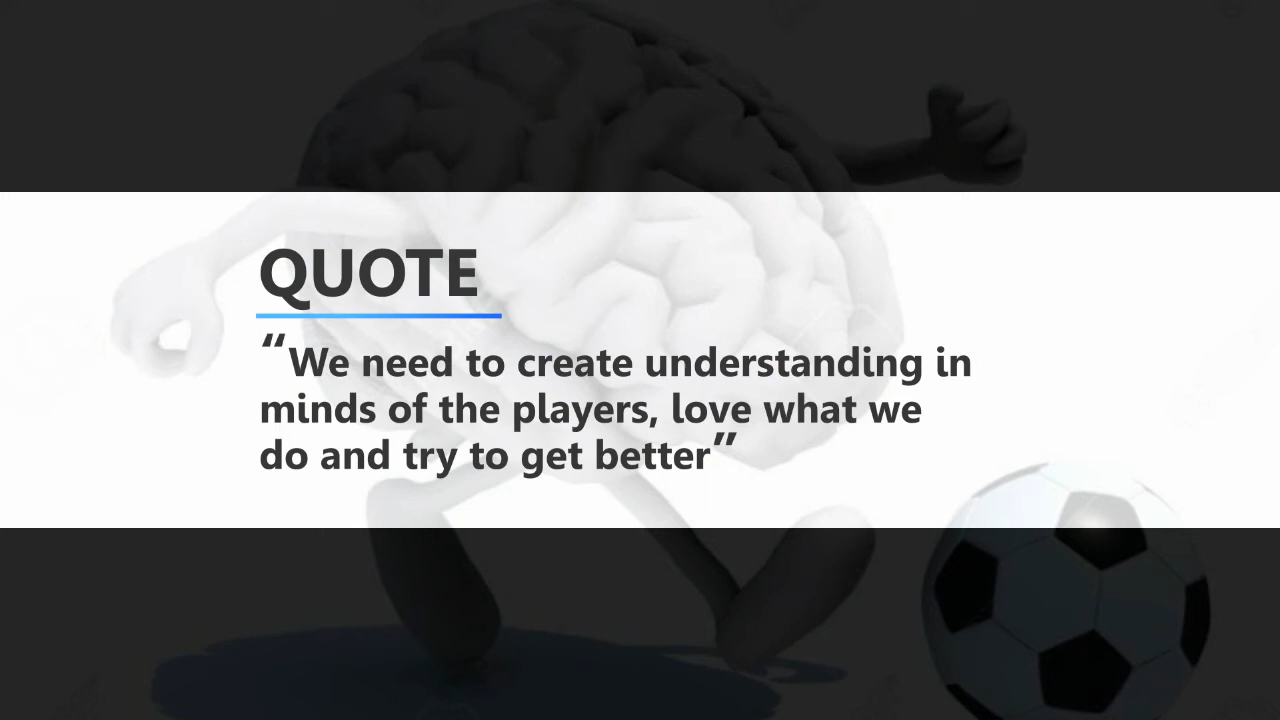 QUOTE
“We need to create understanding in
minds of the players, love what we
do and try to get better”